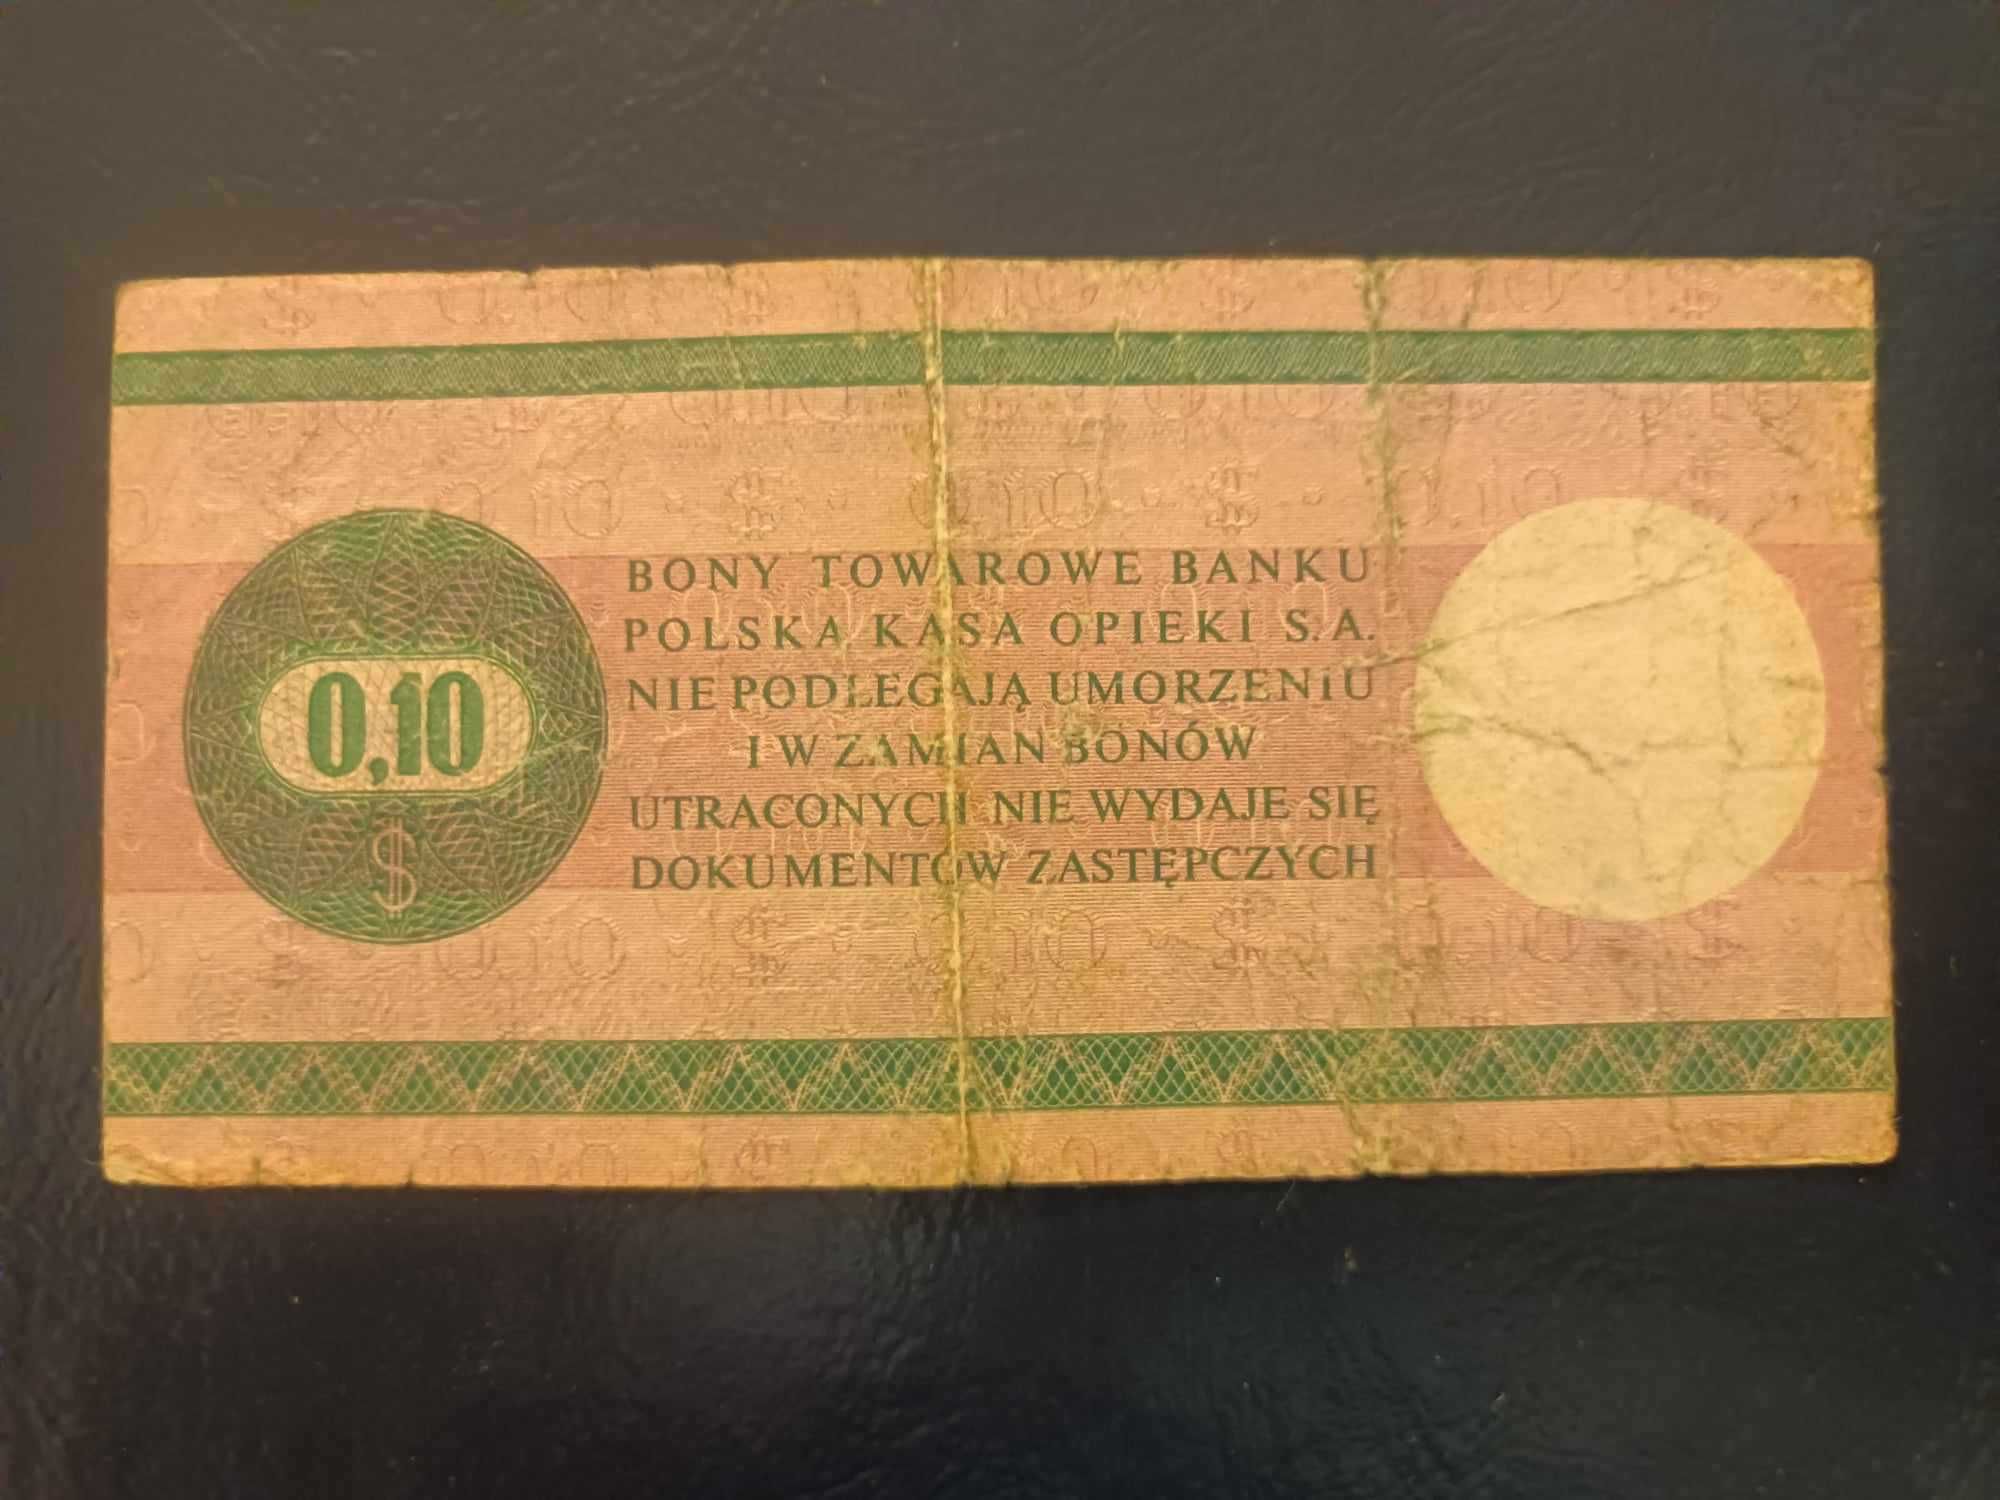 BONY TOWAROWE BANKU
POLSKA KASA OPIEKI S.A.
NIE PODLEGAJĄ UMORZENIU
I W ZAMIAN BONÓW
UTRACONYCH NIE WYDAJE SIĘ
DOKUMENTÓW ZASTĘPCZYCH
0,10
$